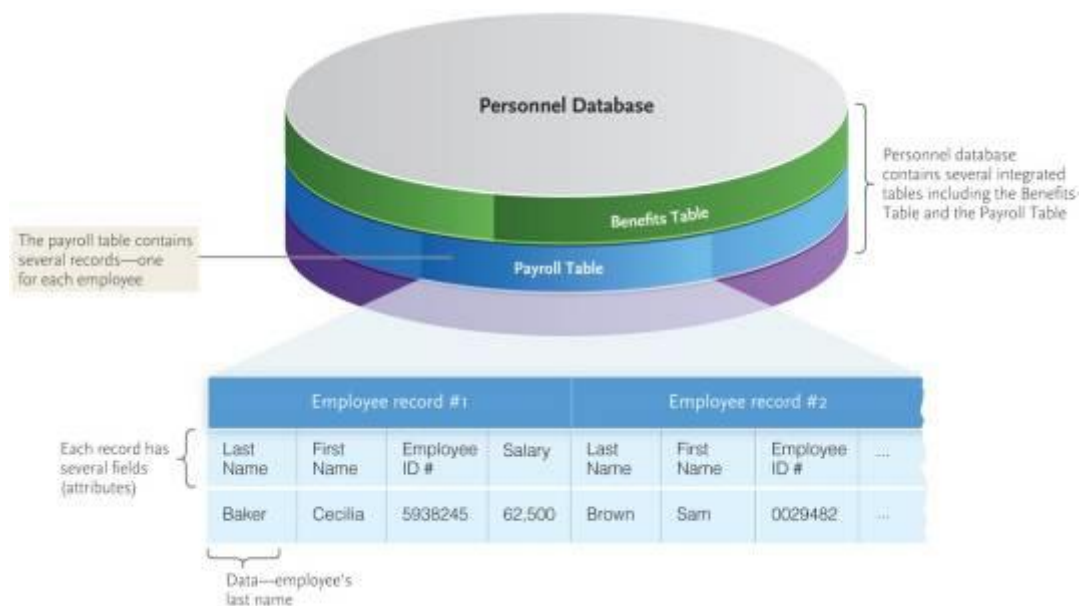 Personnel Database
Benefits Table
Payroll Table
Personnel database
contains several integrated
tables including the Benefits
Table and the Payroll Table
The payroll table contains
several records—one
for each employee
Employee record #1
Employee record #2
Each record has
several fields
(attributes)
Last Name
First Name
Employee ID #
Salary
Last Name
First Name
Employee ID #
...
Baker
Cecilia
5938245
62,500
Brown
Sam
0029482
...
Data—employee's
last name